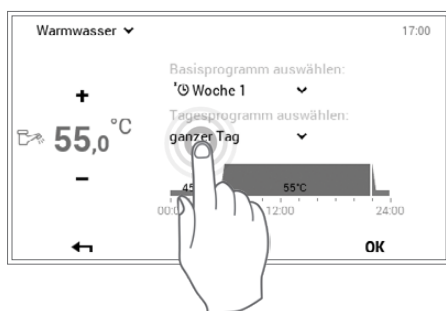 Warmwasser
17:00
Basisprogramm auswählen:
Woche 1
Tagesprogramm auswählen:
ganzer Tag
+
55,0 °C
−
45
55°C
00:0
12:00
24:00
OK